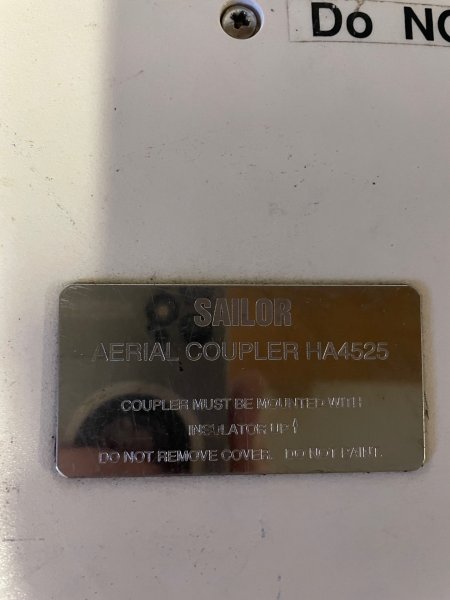 Do NO
SAILOR
AERIAL COUPLER HA4525
COUPLER MUST BE MOUNTED WITH
INSULATOR UP↑
DO NOT REMOVE COVER. DO NOT PAINT.